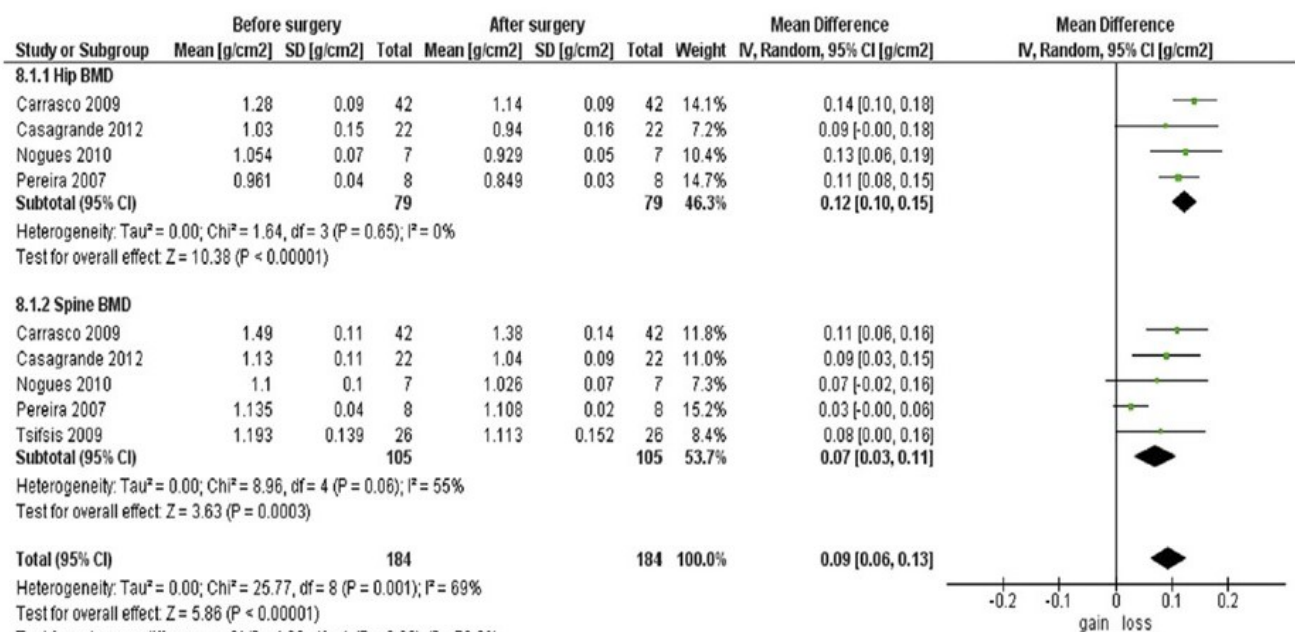 Before surgery After surgery Mean Difference Mean Difference
Study or Subgroup Mean [g/cm2] SD [g/cm2] Total Mean [g/cm2] SD [g/cm2] Total Weight IV, Random, 95% CI [g/cm2] IV, Random, 95% CI [g/cm2]
8.1.1 Hip BMD
Carrasco 2009 1.28 0.09 42 1.14 0.09 42 14.1% 0.14 [0.10, 0.18]
Casagrande 2012 1.03 0.15 22 0.94 0.16 22 7.2% 0.09 [-0.00, 0.18]
Nogues 2010 1.054 0.07 7 0.929 0.05 7 10.4% 0.13 [0.06, 0.19]
Pereira 2007 0.961 0.04 8 0.849 0.03 8 14.7% 0.11 [0.08, 0.15]
Subtotal (95% CI) 79 79 46.3% 0.12 [0.10, 0.15]
Heterogeneity: Tau² = 0.00; Chi² = 1.64, df = 3 (P = 0.65); I² = 0%
Test for overall effect: Z = 10.38 (P < 0.00001)
8.1.2 Spine BMD
Carrasco 2009 1.49 0.11 42 1.38 0.14 42 11.8% 0.11 [0.06, 0.16]
Casagrande 2012 1.13 0.11 22 1.04 0.09 22 11.0% 0.09 [0.03, 0.15]
Nogues 2010 1.1 0.1 7 1.026 0.07 7 7.3% 0.07 [-0.02, 0.16]
Pereira 2007 1.135 0.04 8 1.108 0.02 8 15.2% 0.03 [-0.00, 0.06]
Tsifsis 2009 1.193 0.139 26 1.113 0.152 26 8.4% 0.08 [0.00, 0.16]
Subtotal (95% CI) 105 105 53.7% 0.07 [0.03, 0.11]
Heterogeneity: Tau² = 0.00; Chi² = 8.96, df = 4 (P = 0.06); I² = 55%
Test for overall effect: Z = 3.63 (P = 0.0003)
Total (95% CI) 184 184 100.0% 0.09 [0.06, 0.13]
Heterogeneity: Tau² = 0.00; Chi² = 25.77, df = 8 (P = 0.001); I² = 69%
Test for overall effect: Z = 5.86 (P < 0.00001)
-0.2 -0.1 0 0.1 0.2
gain loss